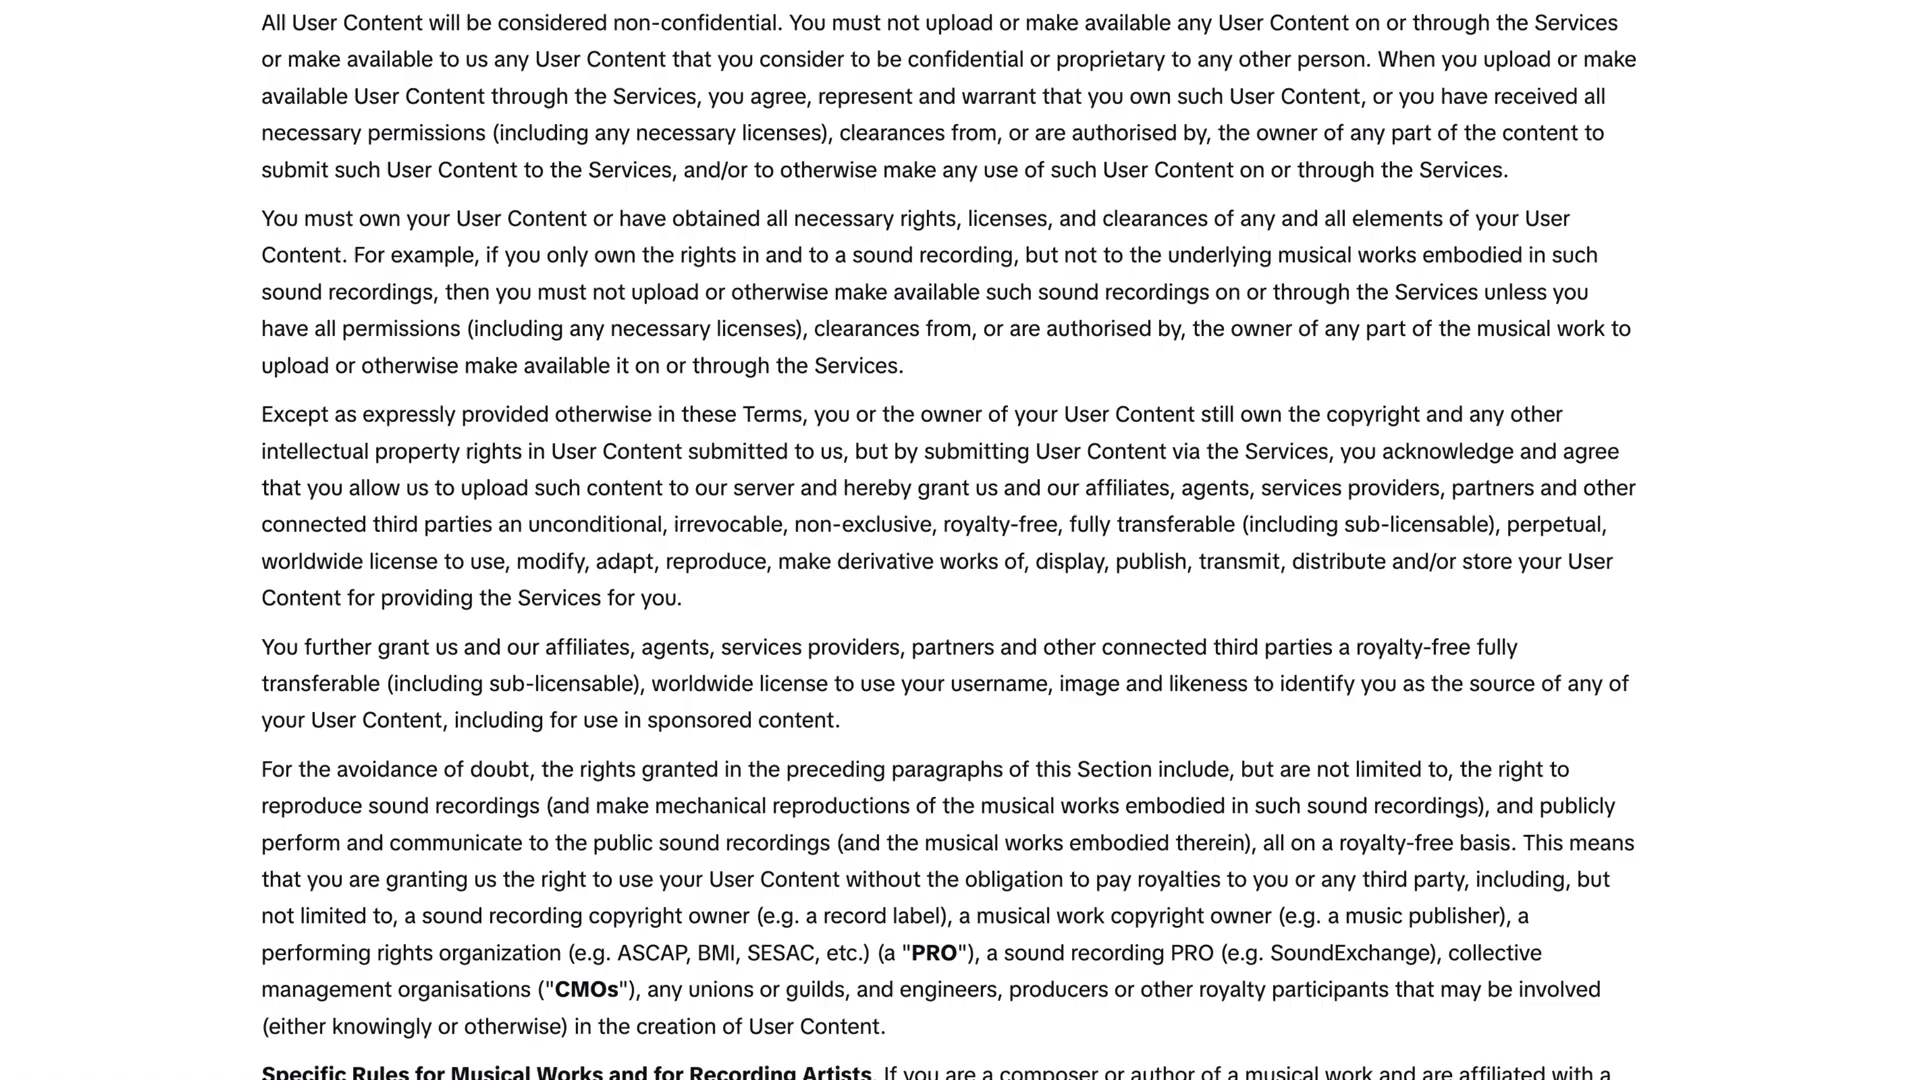 All User Content will be considered non-confidential. You must not upload or make available any User Content on or through the Services
or make available to us any User Content that you consider to be confidential or proprietary to any other person. When you upload or make
available User Content through the Services, you agree, represent and warrant that you own such User Content, or you have received all
necessary permissions (including any necessary licenses), clearances from, or are authorised by, the owner of any part of the content to
submit such User Content to the Services, and/or to otherwise make any use of such User Content on or through the Services.
You must own your User Content or have obtained all necessary rights, licenses, and clearances of any and all elements of your User
Content. For example, if you only own the rights in and to a sound recording, but not to the underlying musical works embodied in such
sound recordings, then you must not upload or otherwise make available such sound recordings on or through the Services unless you
have all permissions (including any necessary licenses), clearances from, or are authorised by, the owner of any part of the musical work to
upload or otherwise make available it on or through the Services.
Except as expressly provided otherwise in these Terms, you or the owner of your User Content still own the copyright and any other
intellectual property rights in User Content submitted to us, but by submitting User Content via the Services, you acknowledge and agree
that you allow us to upload such content to our server and hereby grant us and our affiliates, agents, services providers, partners and other
connected third parties an unconditional, irrevocable, non-exclusive, royalty-free, fully transferable (including sub-licensable), perpetual,
worldwide license to use, modify, adapt, reproduce, make derivative works of, display, publish, transmit, distribute and/or store your User
Content for providing the Services for you.
You further grant us and our affiliates, agents, services providers, partners and other connected third parties a royalty-free fully
transferable (including sub-licensable), worldwide license to use your username, image and likeness to identify you as the source of any of
your User Content, including for use in sponsored content.
For the avoidance of doubt, the rights granted in the preceding paragraphs of this Section include, but are not limited to, the right to
reproduce sound recordings (and make mechanical reproductions of the musical works embodied in such sound recordings), and publicly
perform and communicate to the public sound recordings (and the musical works embodied therein), all on a royalty-free basis. This means
that you are granting us the right to use your User Content without the obligation to pay royalties to you or any third party, including, but
not limited to, a sound recording copyright owner (e.g. a record label), a musical work copyright owner (e.g. a music publisher), a
performing rights organization (e.g. ASCAP, BMI, SESAC, etc.) (a "PRO"), a sound recording PRO (e.g. SoundExchange), collective
management organisations ("CMOs"), any unions or guilds, and engineers, producers or other royalty participants that may be involved
(either knowingly or otherwise) in the creation of User Content.
Specific Rules for Musical Works and for Recording Artists. If you are a composer or author of a musical work and are affiliated with a